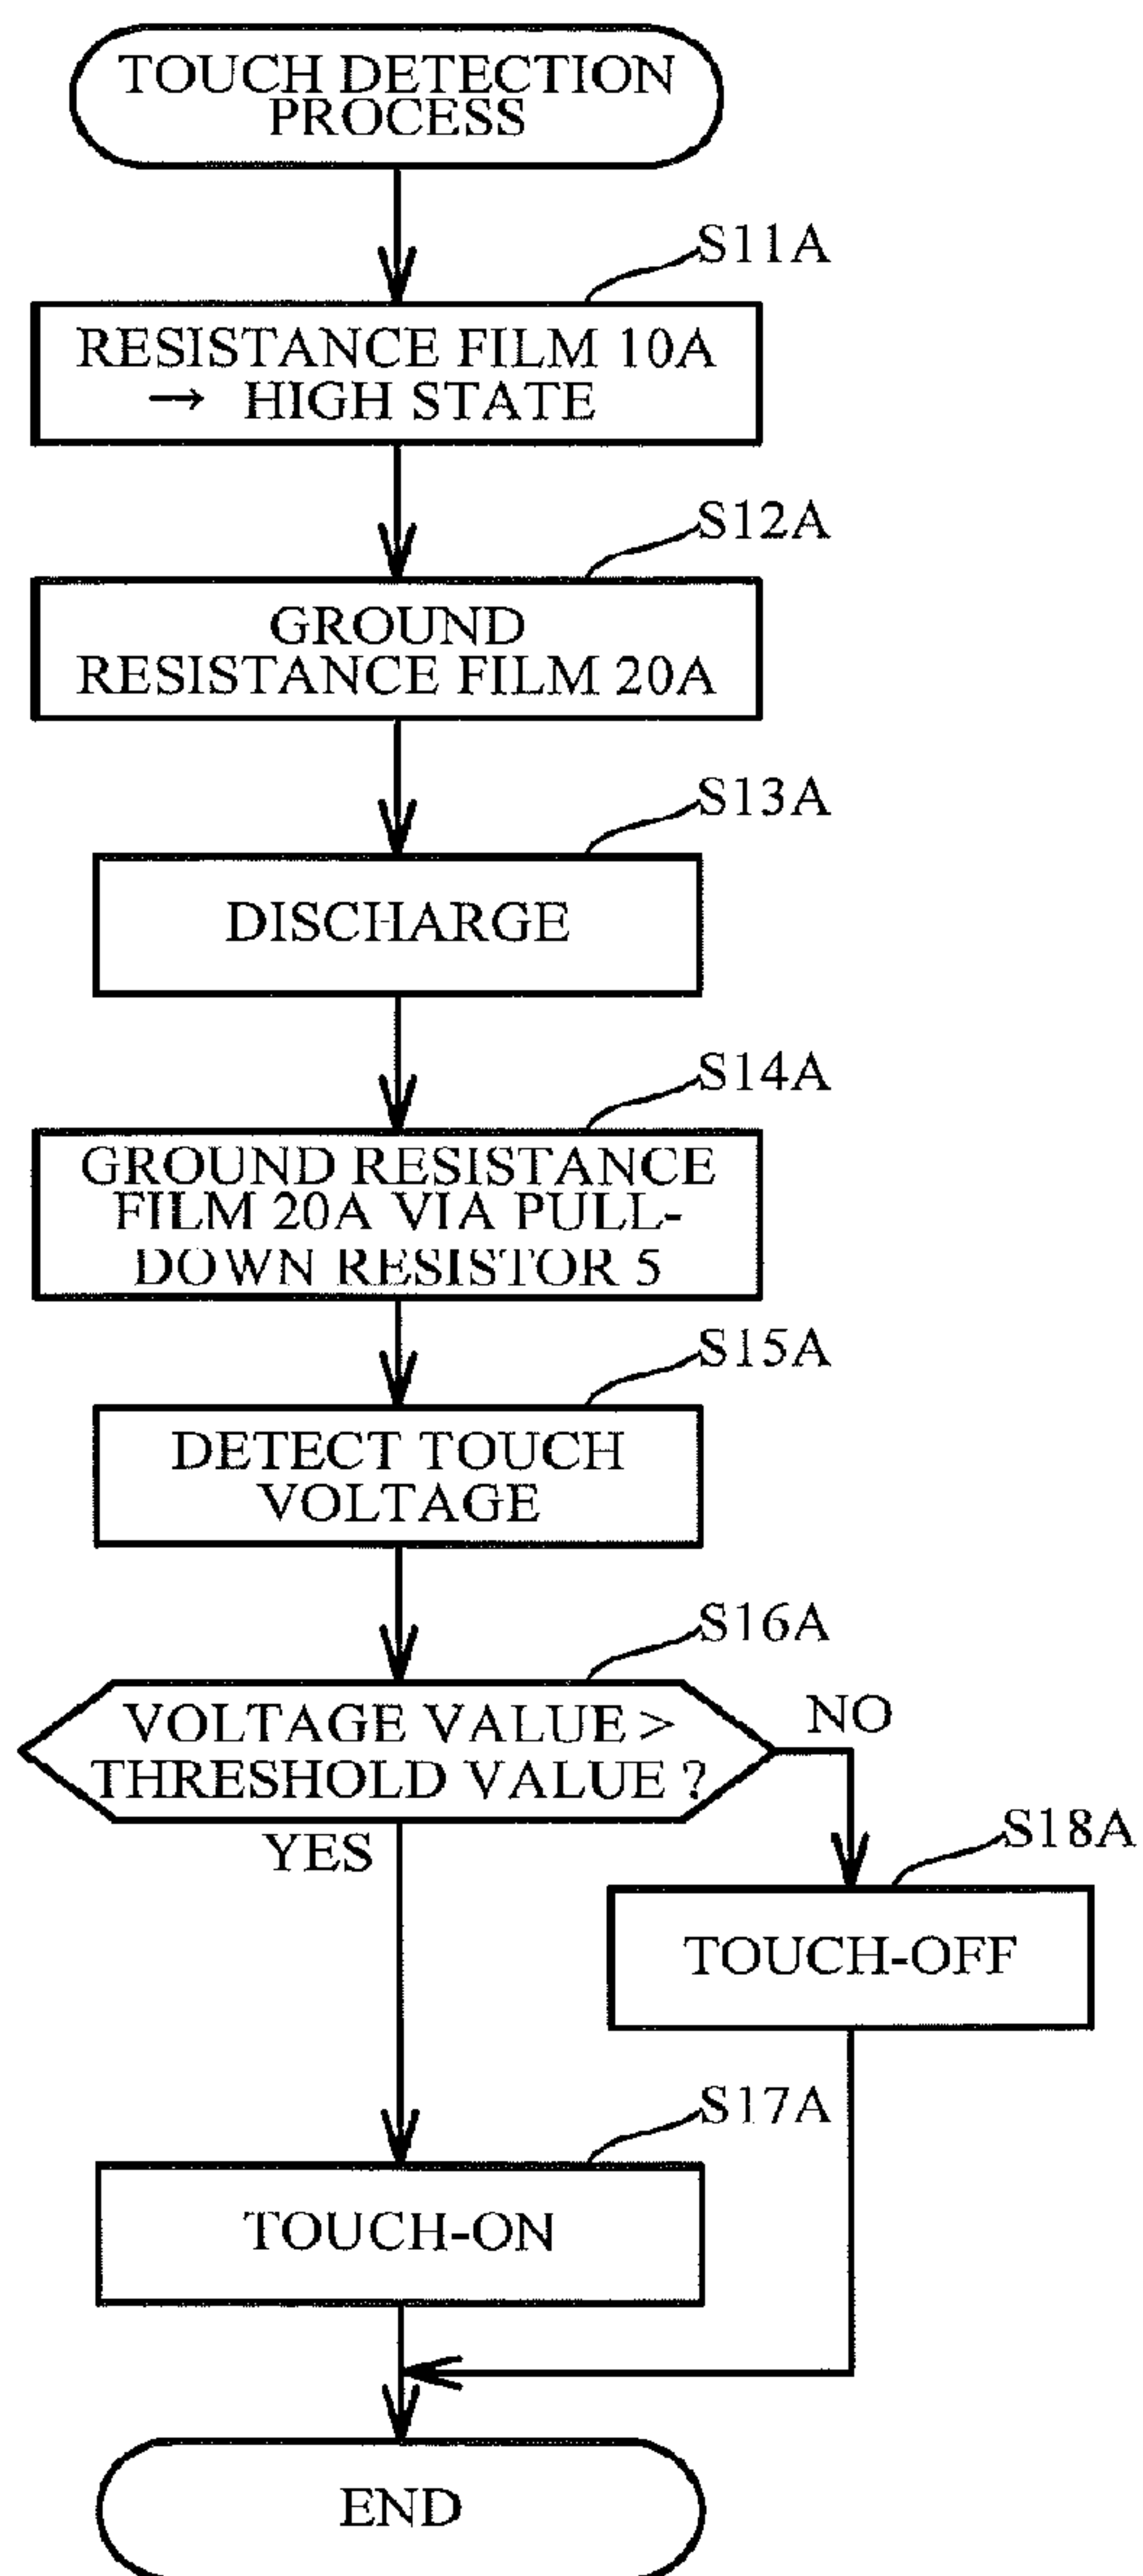 TOUCH DETECTION
PROCESS
S11A
RESISTANCE FILM 10A
→ HIGH STATE
S12A
GROUND
RESISTANCE FILM 20A
S13A
DISCHARGE
S14A
GROUND RESISTANCE
FILM 20A VIA PULL-
DOWN RESISTOR 5
S15A
DETECT TOUCH
VOLTAGE
S16A
VOLTAGE VALUE >
THRESHOLD VALUE ?
NO
YES
S18A
TOUCH-OFF
S17A
TOUCH-ON
END